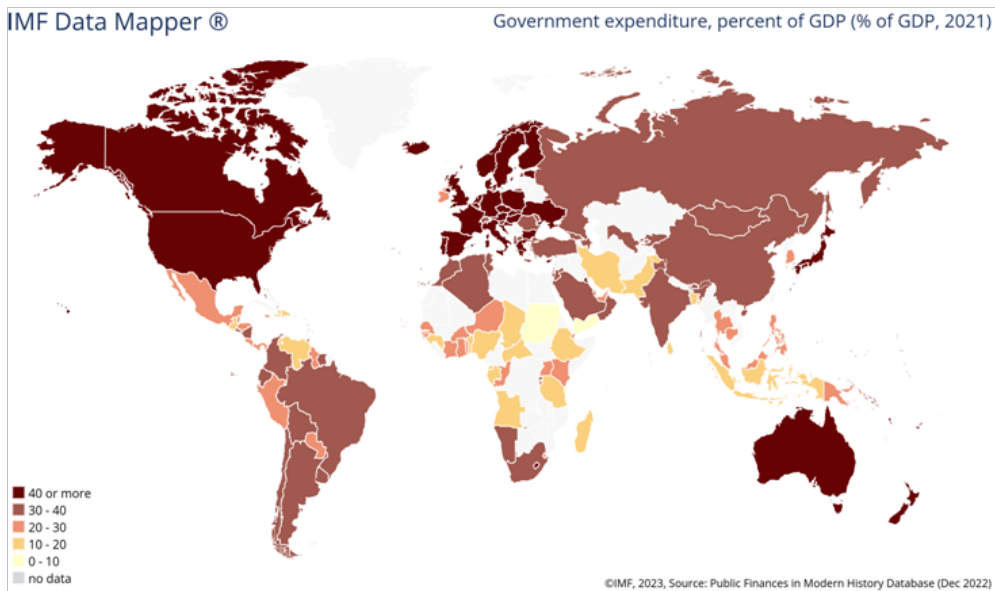 IMF Data Mapper ®
Government expenditure, percent of GDP (% of GDP, 2021)
40 or more
30 - 40
20 - 30
10 - 20
0 - 10
no data
©IMF, 2023, Source: Public Finances in Modern History Database (Dec 2022)